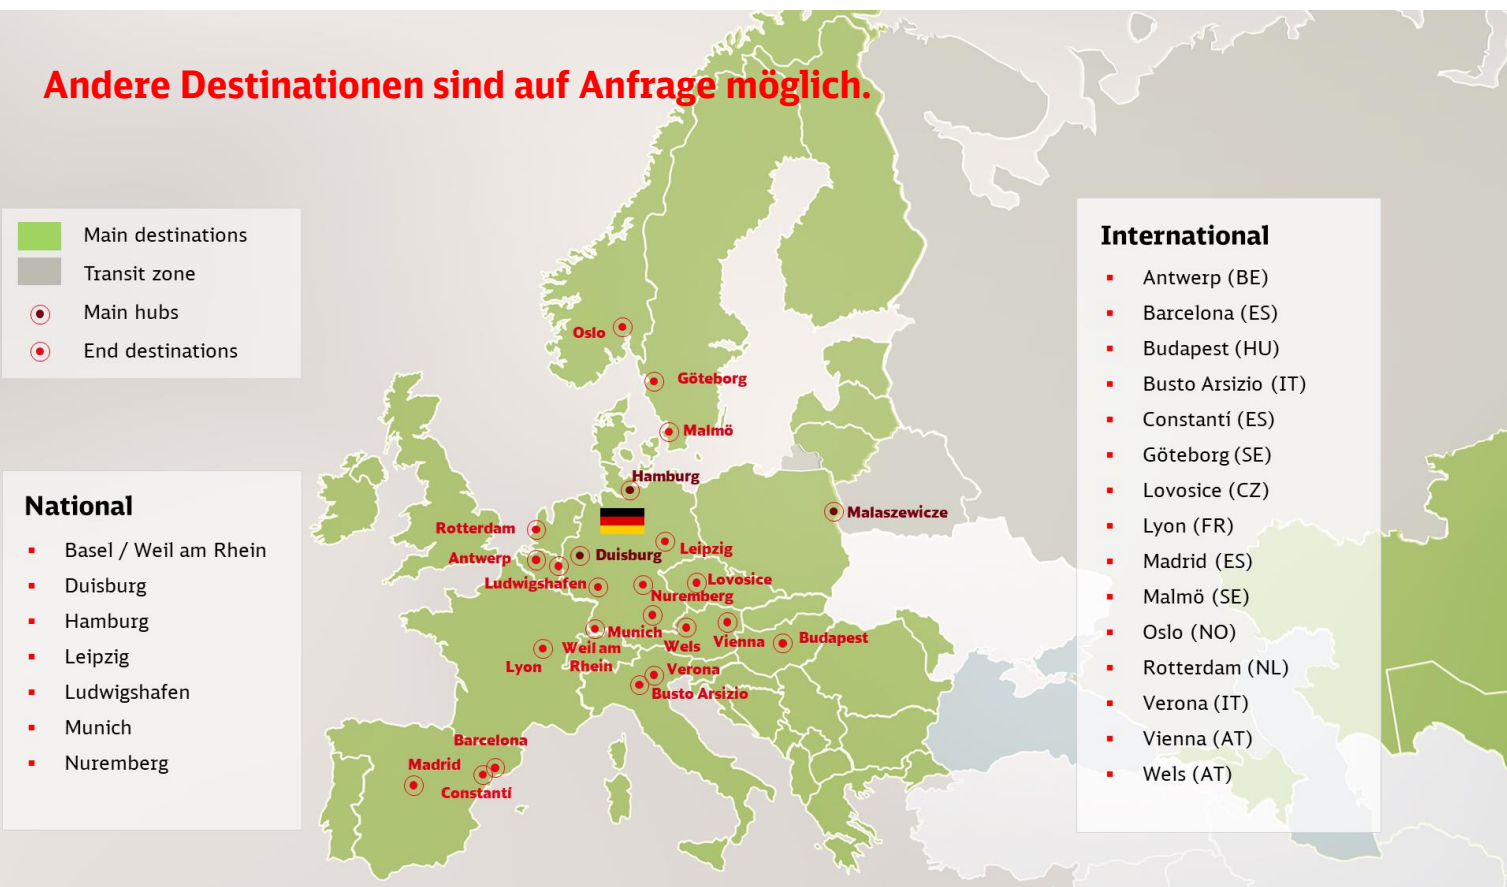 Andere Destinationen sind auf Anfrage möglich.
Main destinations
Transit zone
Main hubs
End destinations
National
Basel / Weil am Rhein
Duisburg
Hamburg
Leipzig
Ludwigshafen
Munich
Nuremberg
Oslo
Göteborg
Malmö
Hamburg
Malaszewicze
Rotterdam
Antwerp
Duisburg
Leipzig
Ludwigshafen
Lovosice
Nuremberg
Munich
Weil am
Rhein
Wels
Vienna
Budapest
Lyon
Verona
Busto Arsizio
Barcelona
Madrid
Constantí
International
Antwerp (BE)
Barcelona (ES)
Budapest (HU)
Busto Arsizio (IT)
Constantí (ES)
Göteborg (SE)
Lovosice (CZ)
Lyon (FR)
Madrid (ES)
Malmö (SE)
Oslo (NO)
Rotterdam (NL)
Verona (IT)
Vienna (AT)
Wels (AT)